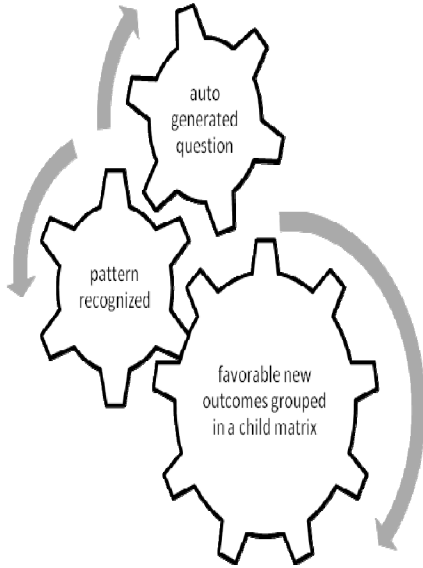 auto
generated
question
pattern
recognized
favorable new
outcomes grouped
in a child matrix